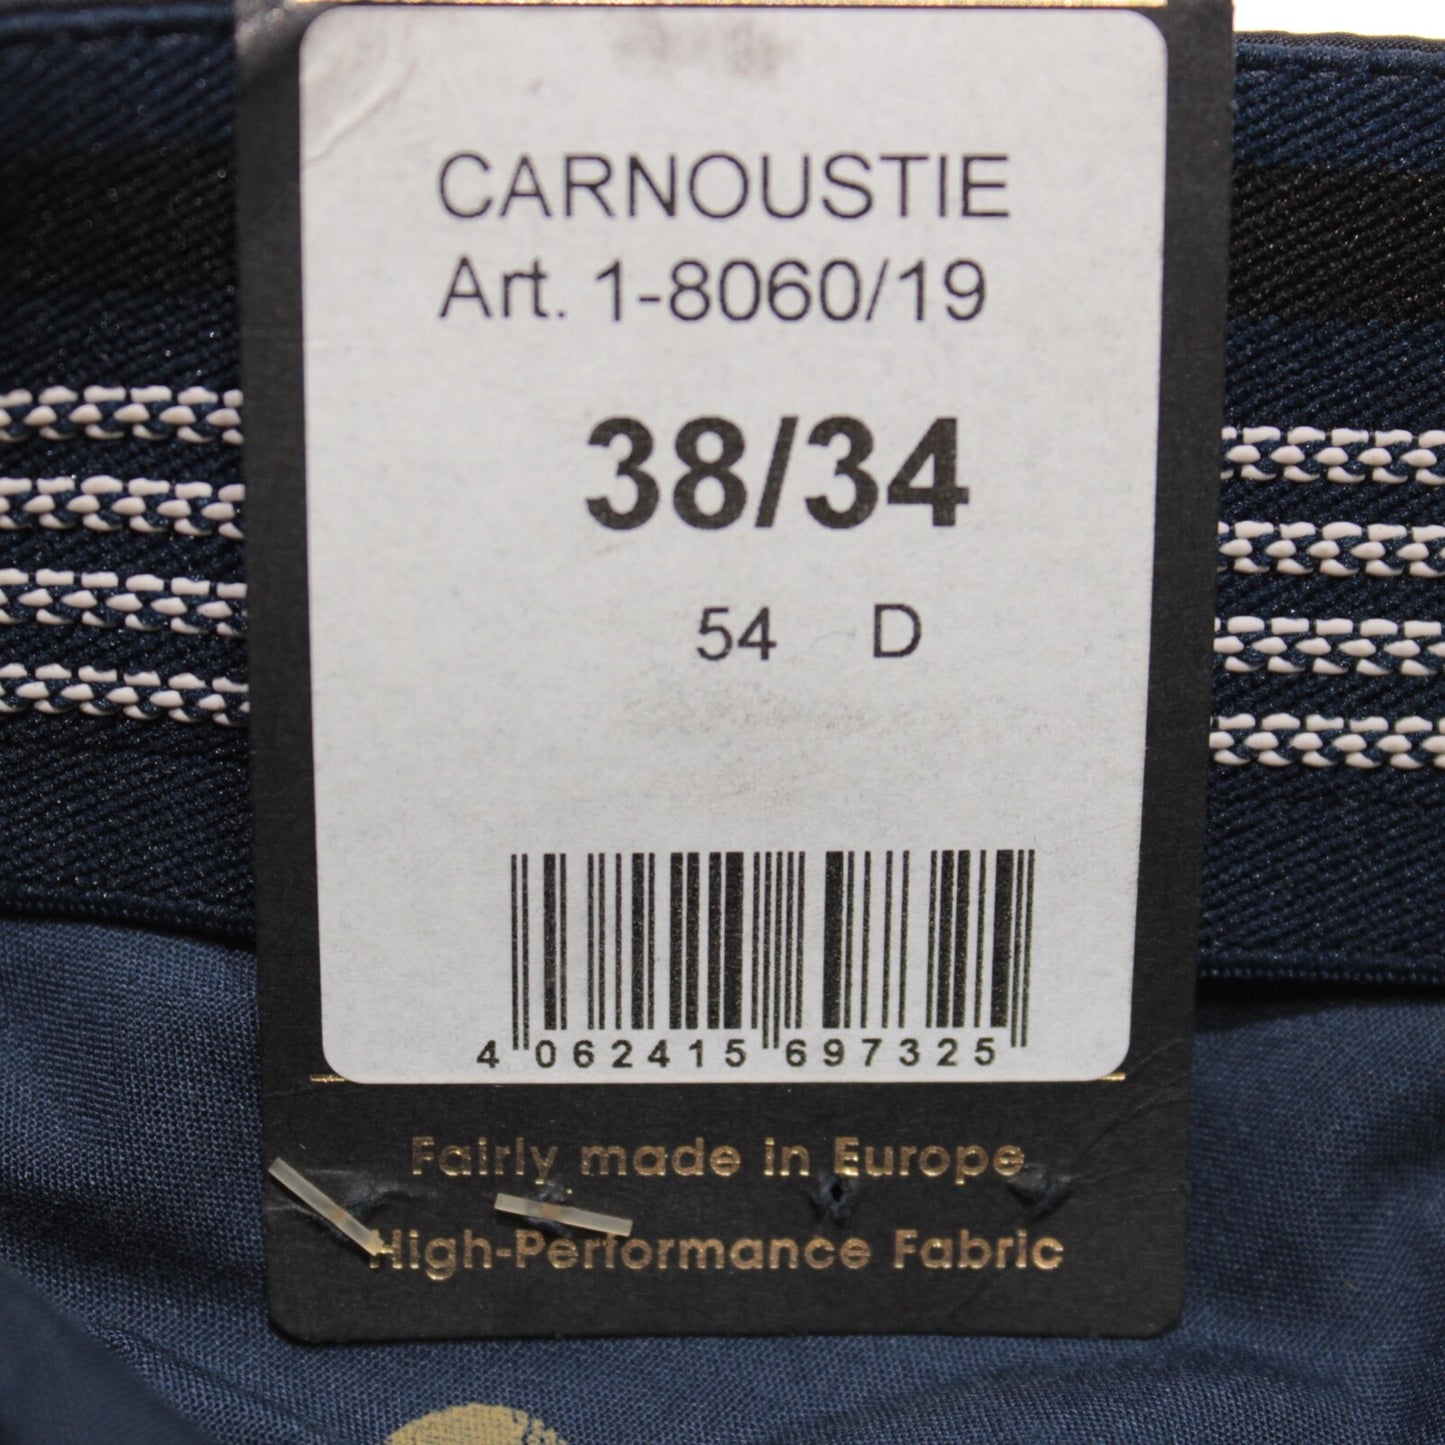 CARNOUSTIE
Art. 1-8060/19
38/34
54 D
4 062415 697325
Fairly made in Europe
High-Performance Fabric